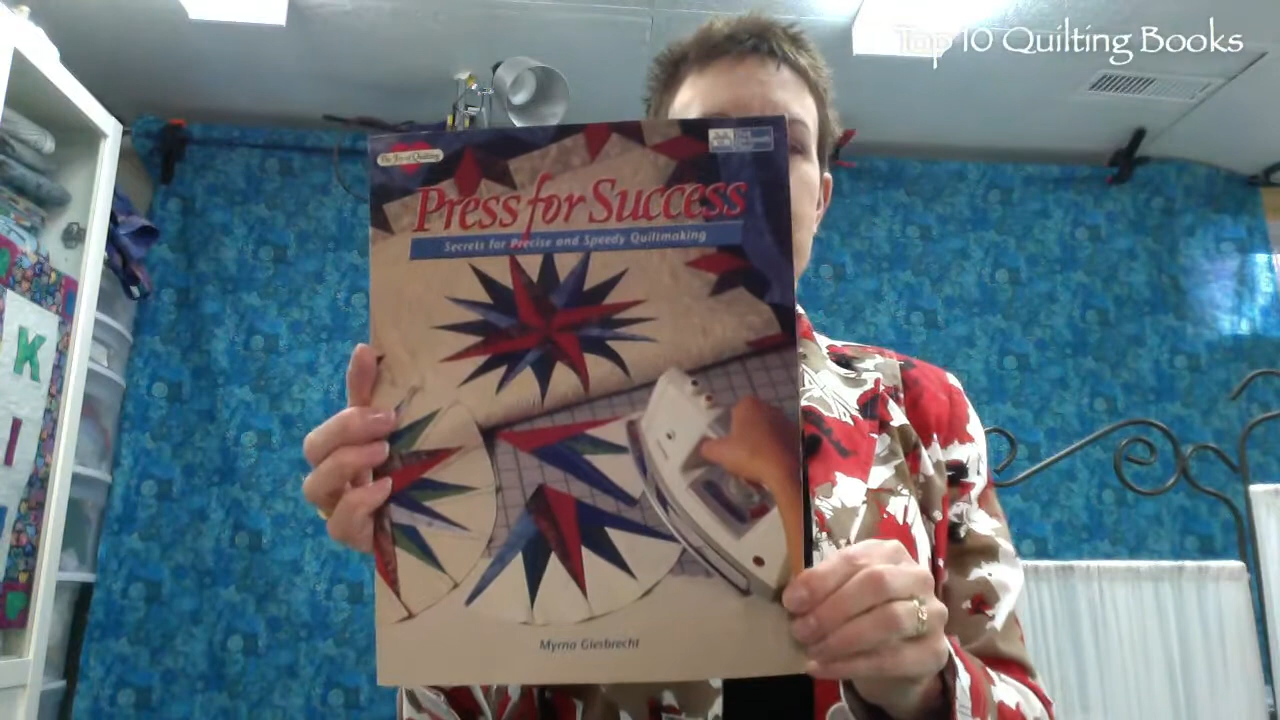 Top 10 Quilting Books
The Joy of Quilting
Press for Success
Secrets for Precise and Speedy Quiltmaking
Myrna Giesbrecht
K
I